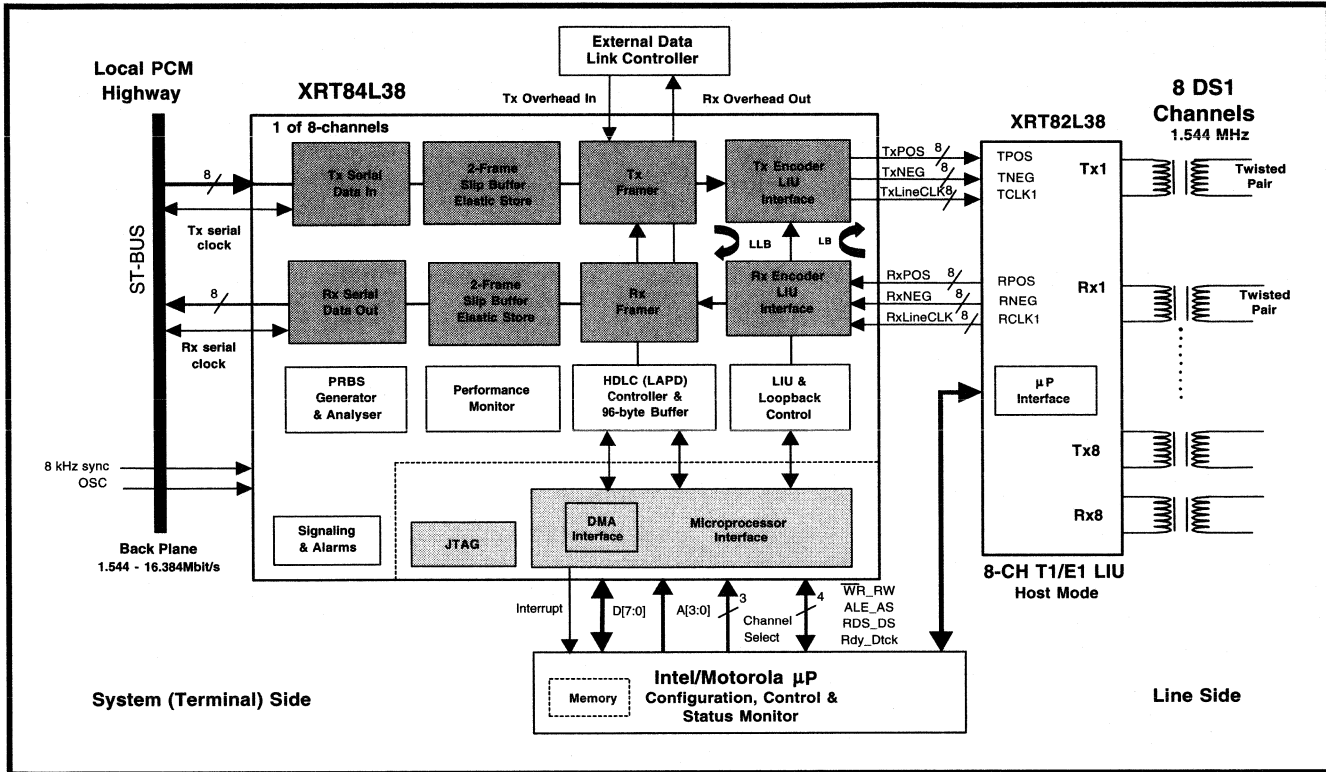 External Data
Link Controller
Local PCM
Highway
XRT84L38
Tx Overhead In
Rx Overhead Out
8 DS1
Channels
1.544 MHz
XRT82L38
1 of 8-channels
Tx Serial
Data In
2-Frame
Slip Buffer
Elastic Store
Tx
Framer
Tx Encoder
LIU
Interface
TxPOS
8
TxNEG
8
TxLineCLK
8
TPOS
TNEG
TCLK1
Tx1
Twisted
Pair
8
Tx serial
clock
ST-BUS
LLB
LB
8
Rx serial
clock
Rx Serial
Data Out
2-Frame
Slip Buffer
Elastic Store
Rx
Framer
Rx Encoder
LIU
Interface
RxPOS
8
RxNEG
8
RxLineCLK
8
RPOS
RNEG
RCLK1
Rx1
Twisted
Pair
PRBS
Generator
& Analyser
Performance
Monitor
HDLC (LAPD)
Controller &
96-byte Buffer
LIU &
Loopback
Control
µP
Interface
Tx8
Rx8
8 kHz sync
OSC
Signaling
& Alarms
JTAG
DMA
Interface
Microprocessor
Interface
Back Plane
1.544 - 16.384Mbit/s
8-CH T1/E1 LIU
Host Mode
Interrupt
D[7:0]
A[3:0]
3
Channel
Select
4
WR_RW
ALE_AS
RDS_DS
Rdy_Dtck
Memory
Intel/Motorola µP
Configuration, Control &
Status Monitor
System (Terminal) Side
Line Side